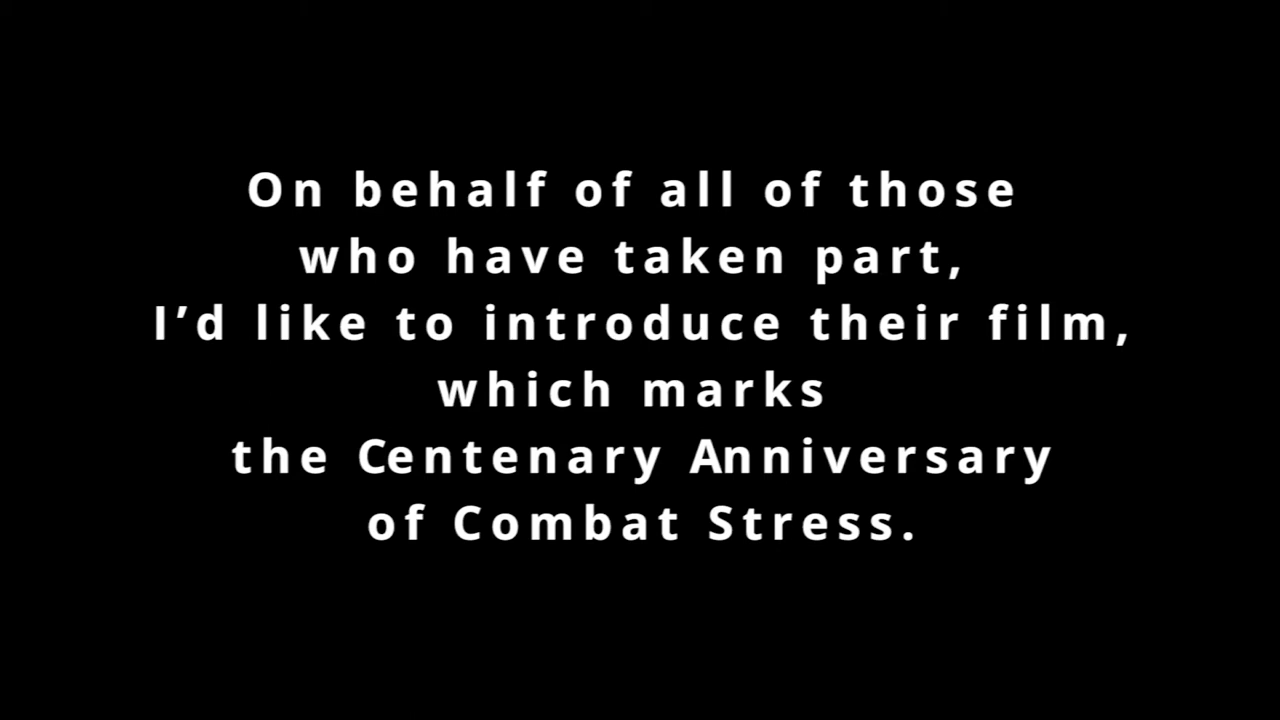 On behalf of all of those
who have taken part,
I’d like to introduce their film,
which marks
the Centenary Anniversary
of Combat Stress.